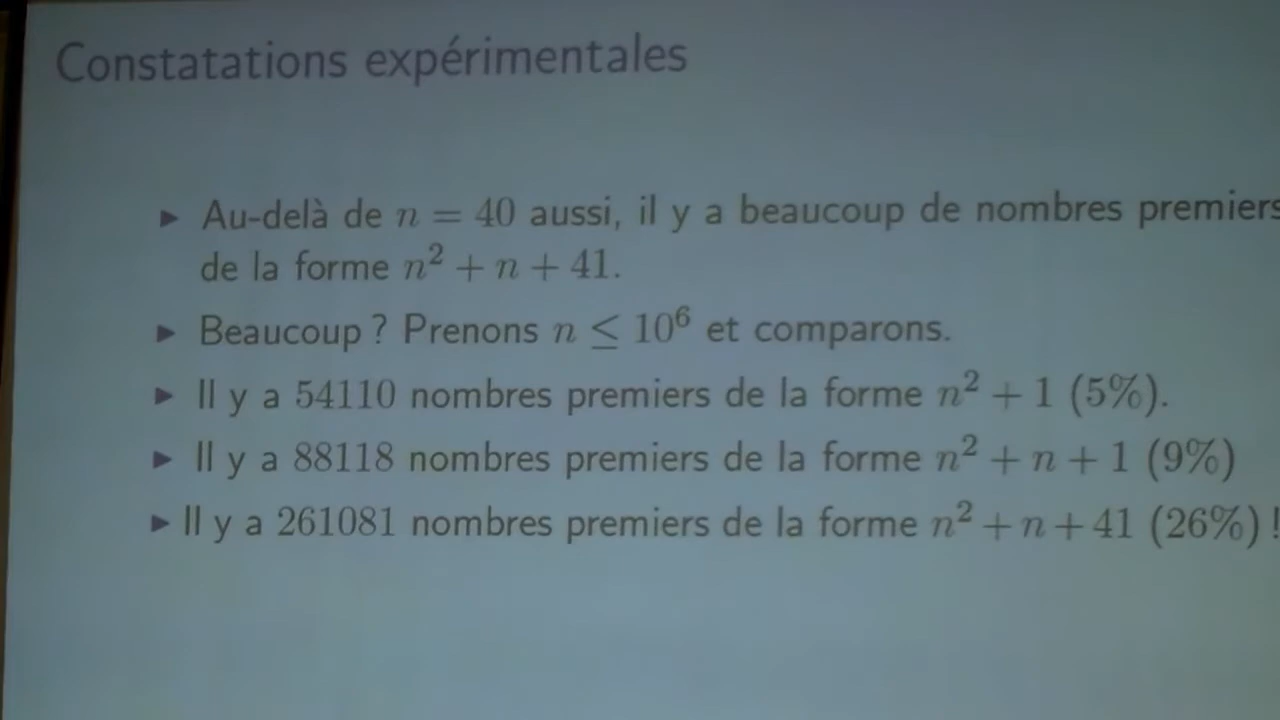 Constatations expérimentales
▶ Au-delà de n = 40 aussi, il y a beaucoup de nombres premiers
de la forme n² + n + 41.
▶ Beaucoup ? Prenons n ≤ 10⁶ et comparons.
▶ Il y a 54110 nombres premiers de la forme n² + 1 (5%).
▶ Il y a 88118 nombres premiers de la forme n² + n + 1 (9%)
▶ Il y a 261081 nombres premiers de la forme n² + n + 41 (26%) !